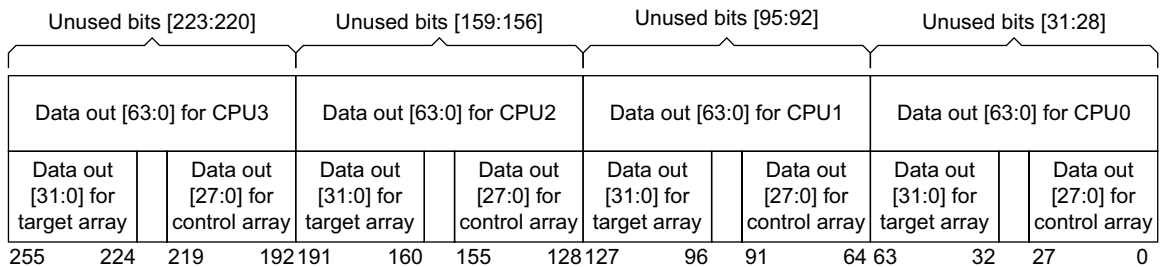 Unused bits [223:220] Unused bits [159:156] Unused bits [95:92] Unused bits [31:28]
Data out [63:0] for CPU3 Data out [63:0] for CPU2 Data out [63:0] for CPU1 Data out [63:0] for CPU0
Data out Data out Data out Data out Data out Data out Data out Data out
[31:0] for [27:0] for [31:0] for [27:0] for [31:0] for [27:0] for [31:0] for [27:0] for
target array control array target array control array target array control array target array control array
255 224 219 192 191 160 155 128 127 96 91 64 63 32 27 0